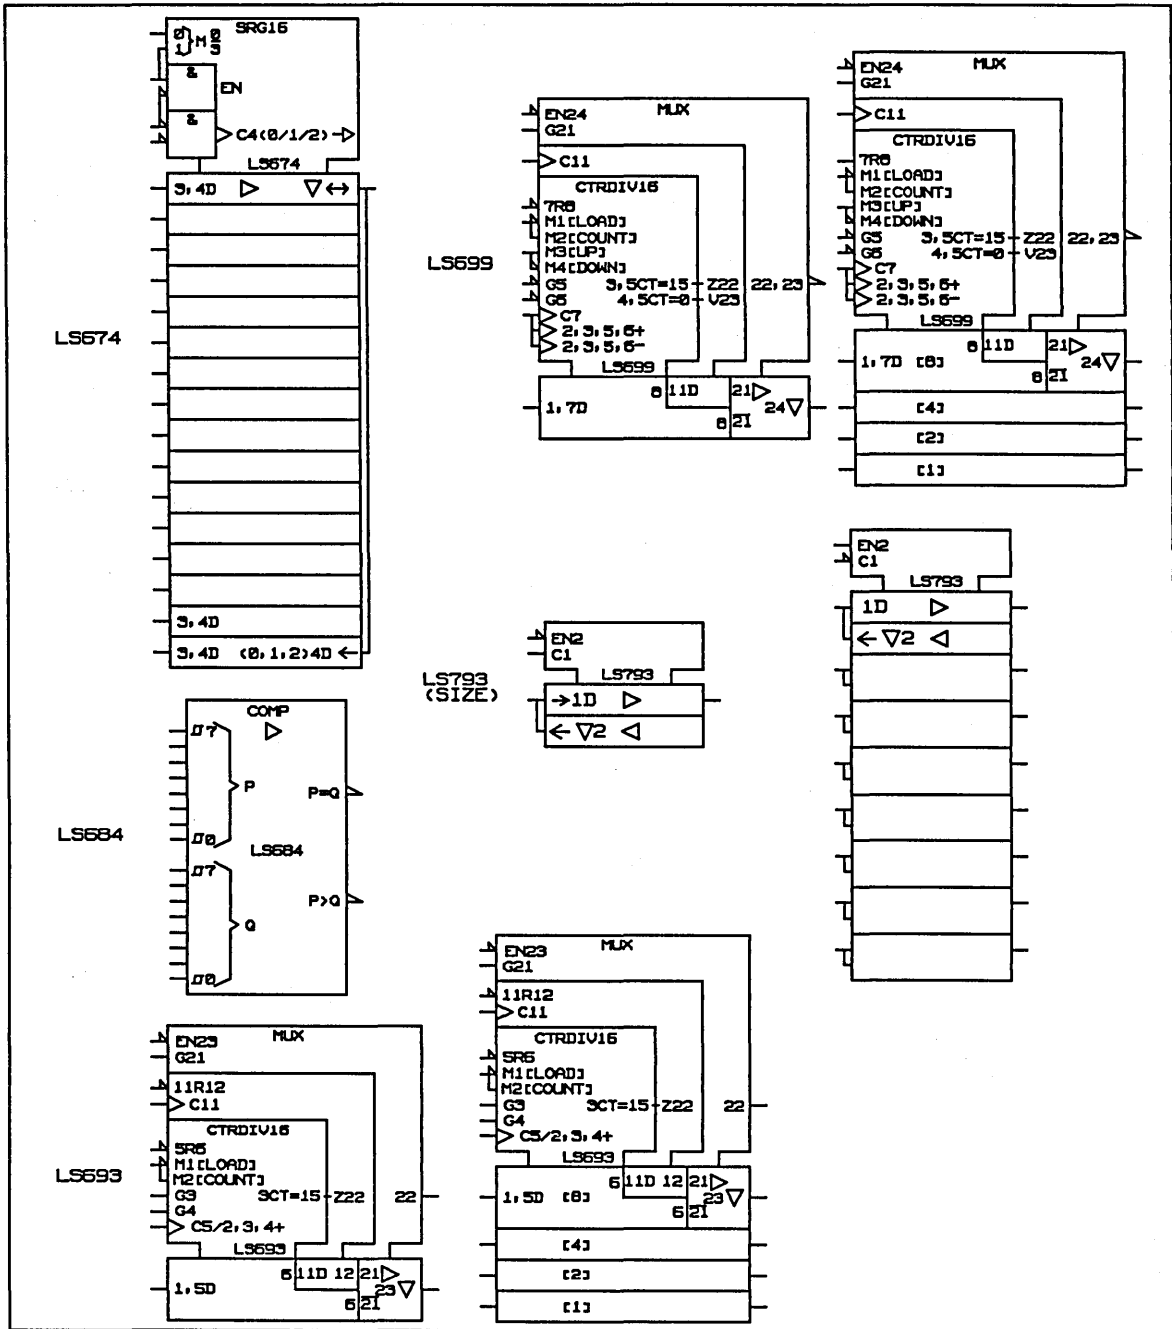 SRG16
0
1 } M 0
3
&
EN
&
C4(0/1/2)
LS674
3,4D
3,4D
3,4D (0,1,2)4D
LS674
MUX
EN24
G21
C11
CTRDIV16
7R8
M1[LOAD]
M2[COUNT]
M3[UP]
M4[DOWN]
G5 3,5CT=15 Z22 22,23
G6 4,5CT=0 V23
C7
2,3,5,6+
2,3,5,6-
LS699
1,7D 8 11D 21 24
8 21
LS699
MUX
EN24
G21
C11
CTRDIV16
7R8
M1[LOAD]
M2[COUNT]
M3[UP]
M4[DOWN]
G5 3,5CT=15 Z22 22,23
G6 4,5CT=0 V23
C7
2,3,5,6+
2,3,5,6-
LS699
1,7D [8] 8 11D 21 24
8 21
[4]
[2]
[1]
EN2
C1
LS793
1D
2
LS793
(SIZE)
EN2
C1
LS793
1D
2
COMP
7
P
0
P=Q
LS684
7
Q
0
P>Q
LS684
MUX
EN23
G21
11R12
C11
CTRDIV16
5R6
M1[LOAD]
M2[COUNT]
G3 3CT=15 Z22 22
G4
C5/2,3,4+
LS693
1,5D 6 11D 12 21 23
6 21
LS693
MUX
EN23
G21
11R12
C11
CTRDIV16
5R6
M1[LOAD]
M2[COUNT]
G3 3CT=15 Z22 22
G4
C5/2,3,4+
LS693
1,5D [8] 6 11D 12 21 23
6 21
[4]
[2]
[1]